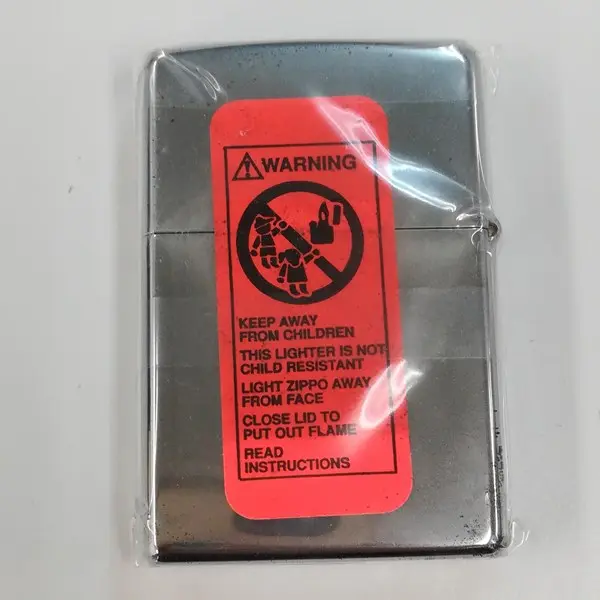 WARNING
KEEP AWAY
FROM CHILDREN
THIS LIGHTER IS NOT
CHILD RESISTANT
LIGHT ZIPPO AWAY
FROM FACE
CLOSE LID TO
PUT OUT FLAME
READ
INSTRUCTIONS